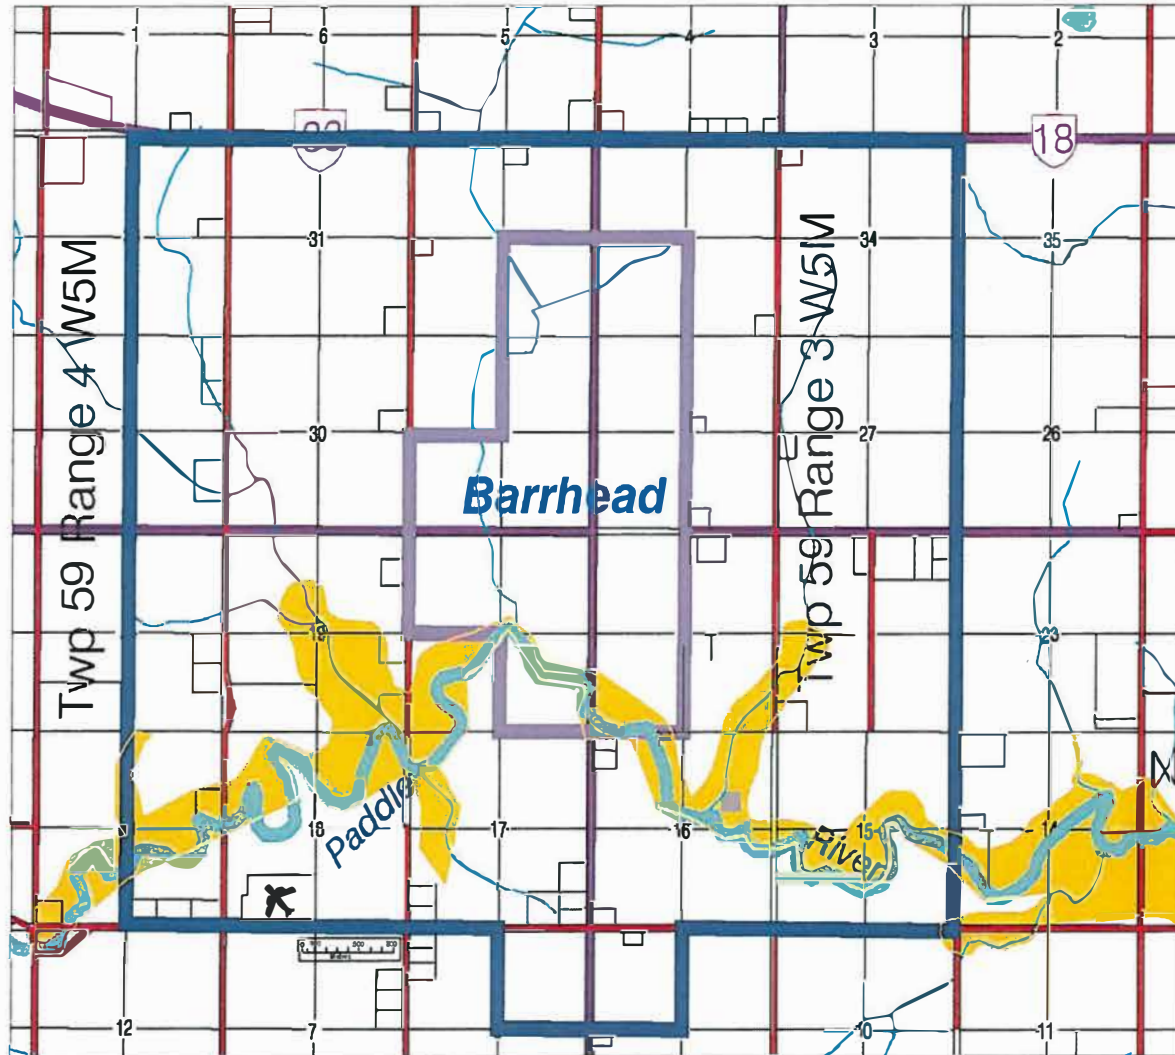 1 6 5 4 3 2
18
31 34 35
Twp 59 Range 4 W5M
Twp 59 Range 3 W5M
30 27 26
Barrhead
18 17 16 15 14
Paddle
River
12 7 10 11